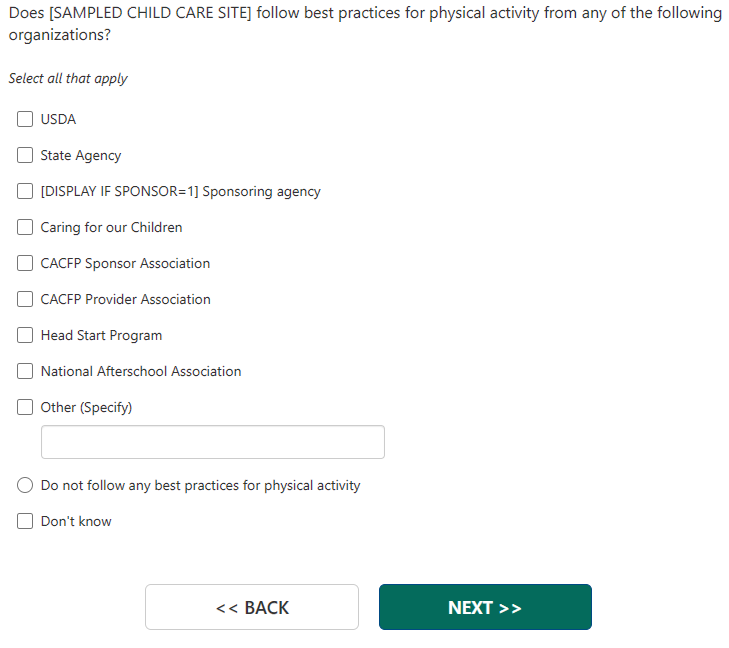 Does [SAMPLED CHILD CARE SITE] follow best practices for physical activity from any of the following
organizations?
Select all that apply
USDA
State Agency
[DISPLAY IF SPONSOR=1] Sponsoring agency
Caring for our Children
CACFP Sponsor Association
CACFP Provider Association
Head Start Program
National Afterschool Association
Other (Specify)
Do not follow any best practices for physical activity
Don't know
<< BACK
NEXT >>